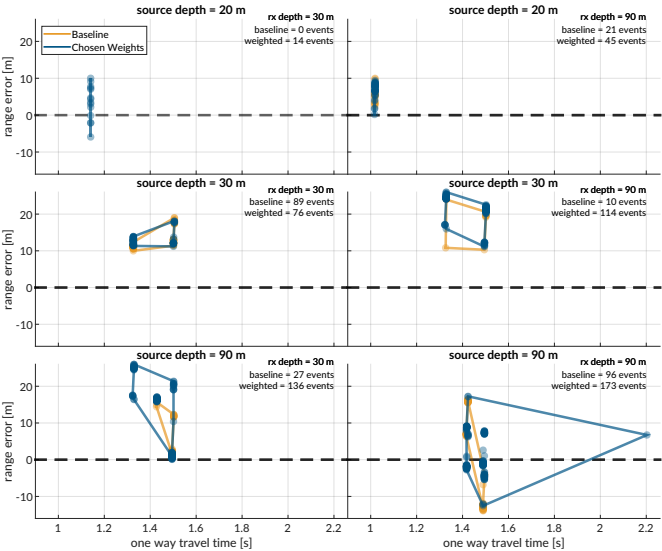 source depth = 20 m
rx depth = 30 m
baseline = 0 events
weighted = 14 events
Baseline
Chosen Weights
range error [m]
20
10
0
-10
source depth = 20 m
rx depth = 90 m
baseline = 21 events
weighted = 45 events
source depth = 30 m
rx depth = 30 m
baseline = 89 events
weighted = 76 events
range error [m]
20
10
0
-10
source depth = 30 m
rx depth = 90 m
baseline = 10 events
weighted = 114 events
source depth = 90 m
rx depth = 30 m
baseline = 27 events
weighted = 136 events
range error [m]
20
10
0
-10
1 1.2 1.4 1.6 1.8 2 2.2
one way travel time [s]
source depth = 90 m
rx depth = 90 m
baseline = 96 events
weighted = 173 events
1 1.2 1.4 1.6 1.8 2 2.2
one way travel time [s]